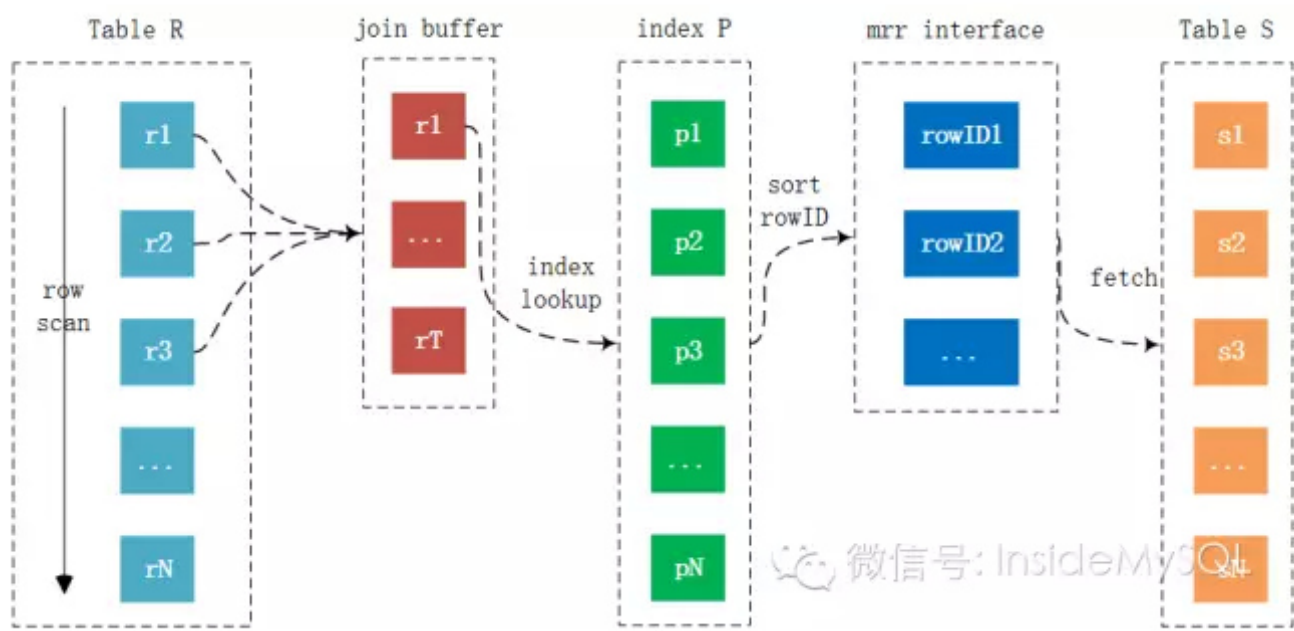 Table R
join buffer
index P
mrr interface
Table S
row
scan
r1
r2
r3
...
rN
r1
...
rT
index
lookup
p1
p2
p3
...
pN
sort
rowID
rowID1
rowID2
...
fetch
s1
s2
s3
...
sN
微信号: InsideMySQL